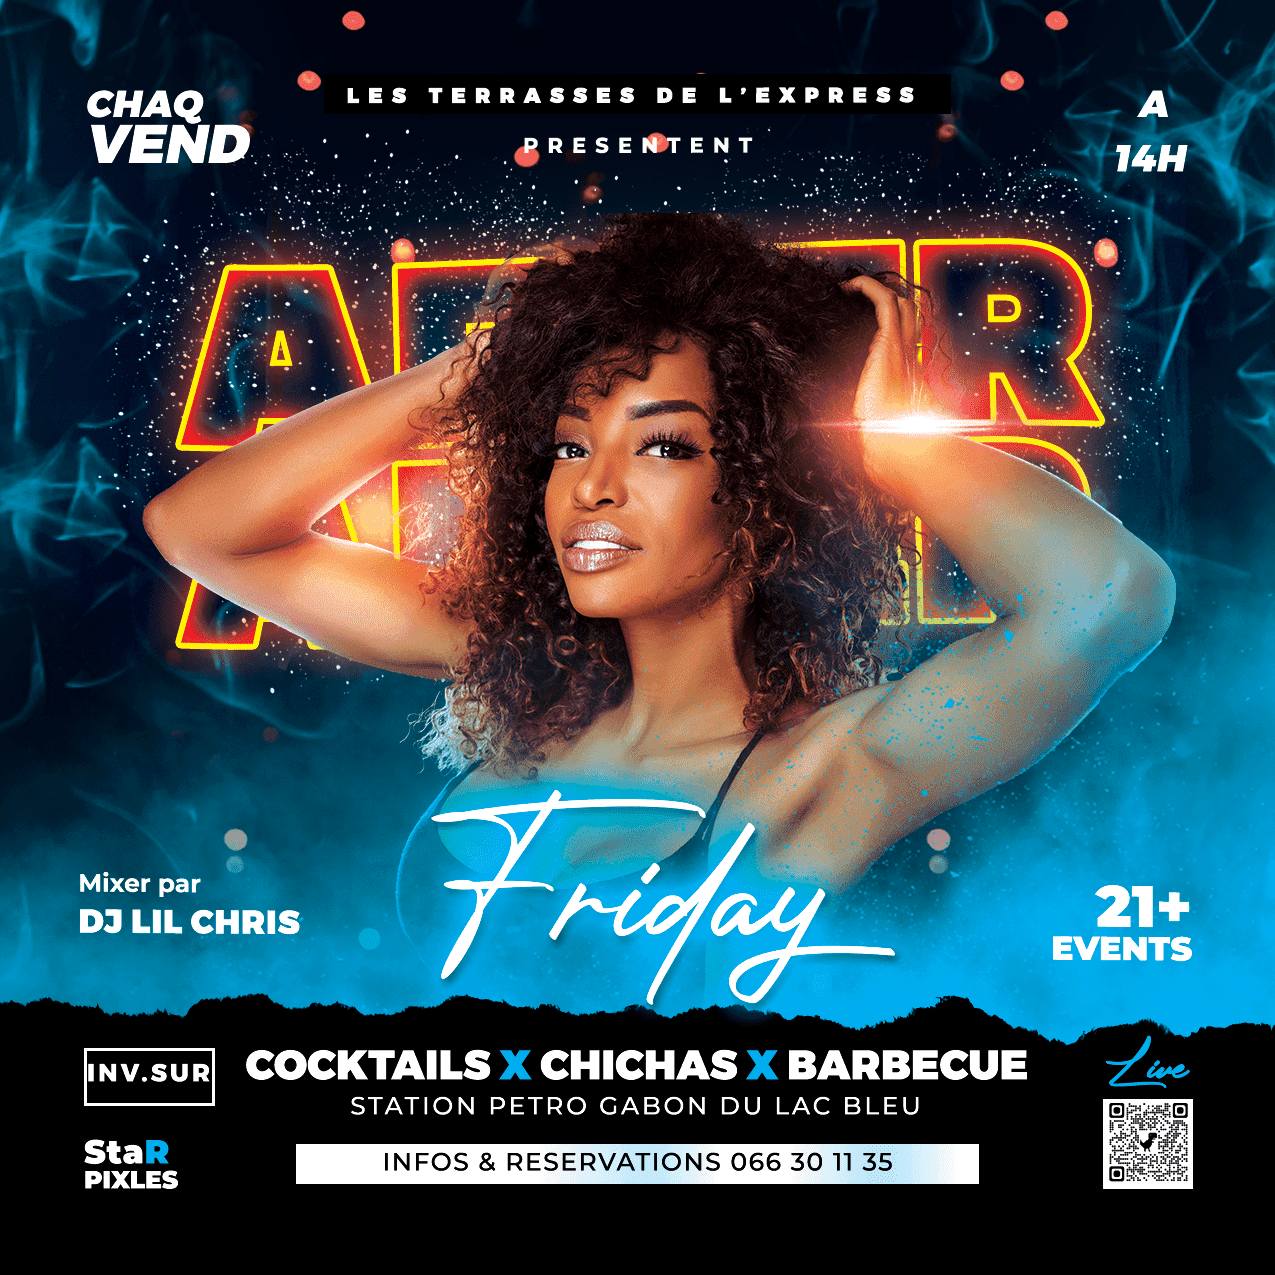 CHAQ
VEND
LES TERRASSES DE L'EXPRESS
PRESENTENT
A
14H
AFTER
Friday
Mixer par
DJ LIL CHRIS
21+
EVENTS
INV.SUR
COCKTAILS X CHICHAS X BARBECUE
STATION PETRO GABON DU LAC BLEU
Live
StaR
PIXLES
INFOS & RESERVATIONS 066 30 11 35